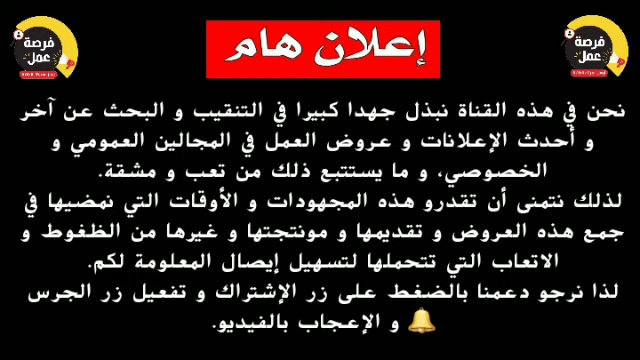 فرصة عمل
إعلان هام
فرصة عمل
نحن في هذه القناة نبذل جهدا كبيرا في التنقيب و البحث عن آخر
و أحدث الإعلانات و عروض العمل في المجالين العمومي و
الخصوصي، و ما يستتبع ذلك من تعب و مشقة.
لذلك نتمنى أن تقدرو هذه المجهودات و الأوقات التي نمضيها في
جمع هذه العروض و تقديمها و مونتجتها و غيرها من الظغوط و
الاتعاب التي تتحملها لتسهيل إيصال المعلومة لكم.
لذا نرجو دعمنا بالضغط على زر الإشتراك و تفعيل زر الجرس
🔔 و الإعجاب بالفيديو.